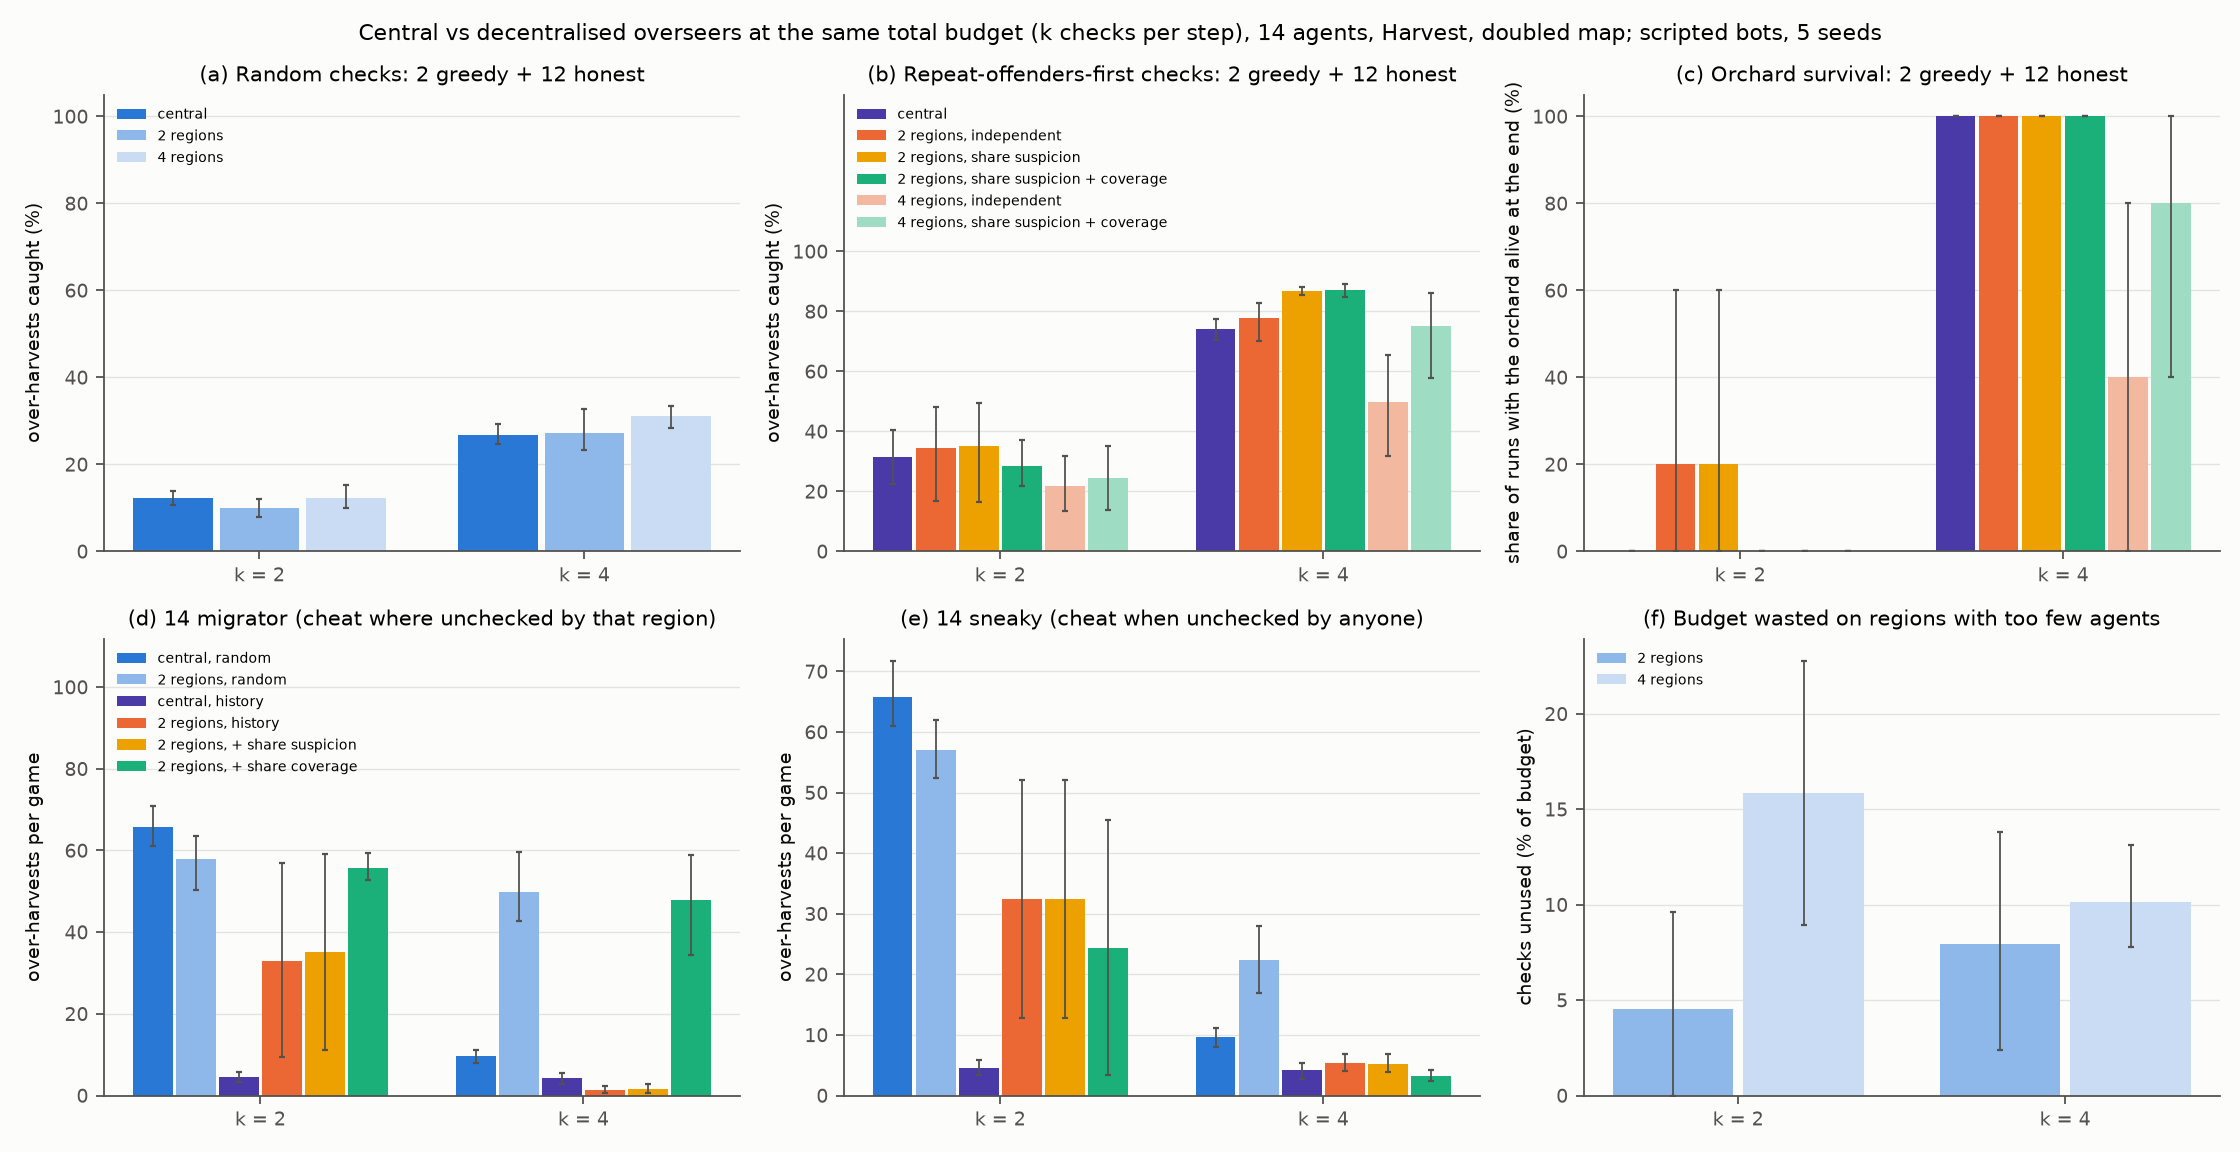 Central vs decentralised overseers at the same total budget (k checks per step), 14 agents, Harvest, doubled map; scripted bots, 5 seeds
(a) Random checks: 2 greedy + 12 honest
over-harvests caught (%)
100
80
60
40
20
0
central
2 regions
4 regions
k = 2
k = 4
(b) Repeat-offenders-first checks: 2 greedy + 12 honest
over-harvests caught (%)
100
80
60
40
20
0
central
2 regions, independent
2 regions, share suspicion
2 regions, share suspicion + coverage
4 regions, independent
4 regions, share suspicion + coverage
k = 2
k = 4
(c) Orchard survival: 2 greedy + 12 honest
share of runs with the orchard alive at the end (%)
100
80
60
40
20
0
k = 2
k = 4
(d) 14 migrator (cheat where unchecked by that region)
over-harvests per game
100
80
60
40
20
0
central, random
2 regions, random
central, history
2 regions, history
2 regions, + share suspicion
2 regions, + share coverage
k = 2
k = 4
(e) 14 sneaky (cheat when unchecked by anyone)
over-harvests per game
70
60
50
40
30
20
10
0
k = 2
k = 4
(f) Budget wasted on regions with too few agents
checks unused (% of budget)
20
15
10
5
0
2 regions
4 regions
k = 2
k = 4